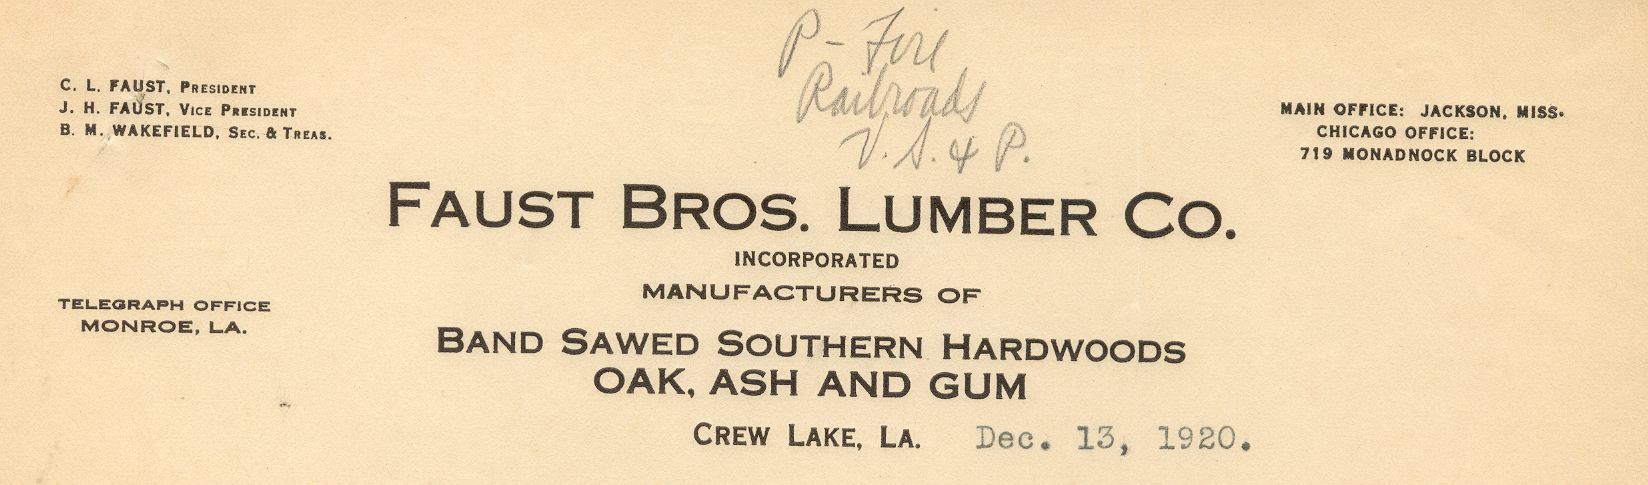 P- Fire
Railroads
V. S. & P.
C. L. FAUST, PRESIDENT
J. H. FAUST, VICE PRESIDENT
B. M. WAKEFIELD, SEC. & TREAS.
MAIN OFFICE: JACKSON, MISS.
CHICAGO OFFICE:
719 MONADNOCK BLOCK
FAUST BROS. LUMBER CO.
INCORPORATED
MANUFACTURERS OF
TELEGRAPH OFFICE
MONROE, LA.
BAND SAWED SOUTHERN HARDWOODS
OAK, ASH AND GUM
CREW LAKE, LA. Dec. 13, 1920.